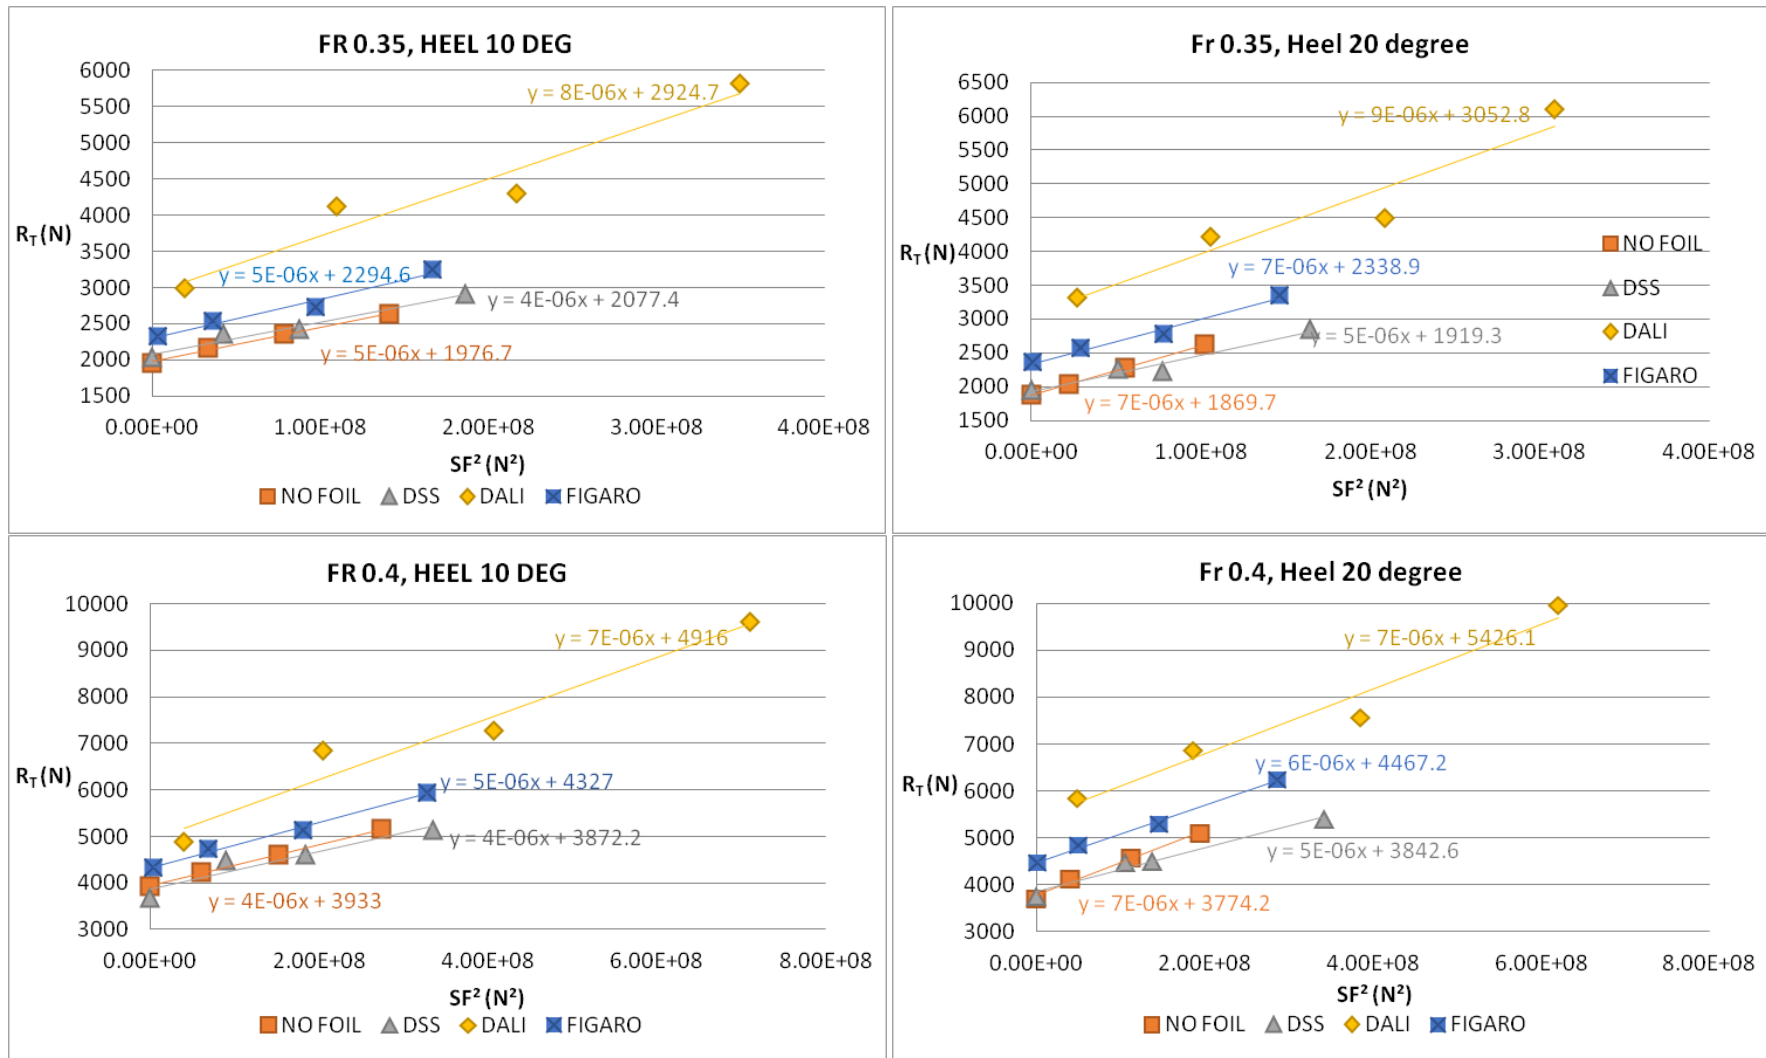 FR 0.35, HEEL 10 DEG
6000
5500
5000
4500
4000
3500
3000
2500
2000
1500
R_T (N)
y = 8E-06x + 2924.7
y = 5E-06x + 2294.6
y = 4E-06x + 2077.4
y = 5E-06x + 1976.7
0.00E+00 1.00E+08 2.00E+08 3.00E+08 4.00E+08
SF² (N²)
NO FOIL DSS DALI FIGARO
Fr 0.35, Heel 20 degree
6500
6000
5500
5000
4500
4000
3500
3000
2500
2000
1500
R_T (N)
y = 9E-06x + 3052.8
y = 7E-06x + 2338.9
y = 5E-06x + 1919.3
y = 7E-06x + 1869.7
NO FOIL
DSS
DALI
FIGARO
0.00E+00 1.00E+08 2.00E+08 3.00E+08 4.00E+08
SF² (N²)
FR 0.4, HEEL 10 DEG
10000
9000
8000
7000
6000
5000
4000
3000
R_T (N)
y = 7E-06x + 4916
y = 5E-06x + 4327
y = 4E-06x + 3872.2
y = 4E-06x + 3933
0.00E+00 2.00E+08 4.00E+08 6.00E+08 8.00E+08
SF² (N²)
NO FOIL DSS DALI FIGARO
Fr 0.4, Heel 20 degree
10000
9000
8000
7000
6000
5000
4000
3000
R_T (N)
y = 7E-06x + 5426.1
y = 6E-06x + 4467.2
y = 5E-06x + 3842.6
y = 7E-06x + 3774.2
0.00E+00 2.00E+08 4.00E+08 6.00E+08 8.00E+08
SF² (N²)
NO FOIL DSS DALI FIGARO